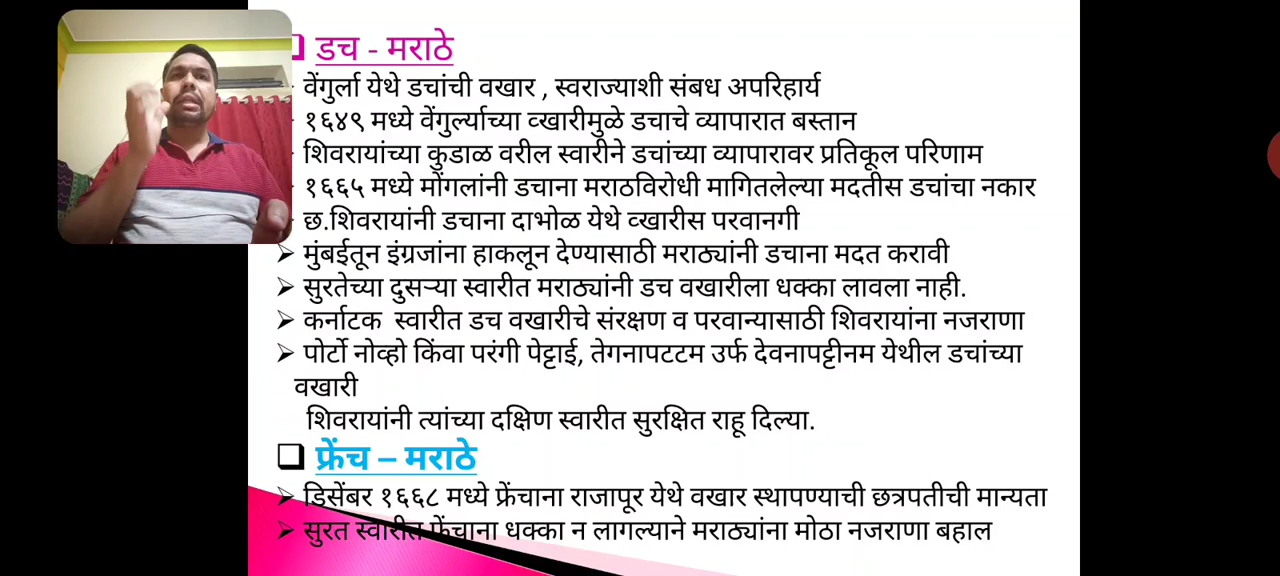 डच - मराठे
वेंगुर्ला येथे डचांची वखार , स्वराज्याशी संबध अपरिहार्य
१६४९ मध्ये वेंगुर्ल्याच्या व्खारीमुळे डचाचे व्यापारात बस्तान
शिवरायांच्या कुडाळ वरील स्वारीने डचांच्या व्यापारावर प्रतिकूल परिणाम
१६६५ मध्ये मोंगलांनी डचाना मराठविरोधी मागितलेल्या मदतीस डचांचा नकार
छ.शिवरायांनी डचाना दाभोळ येथे व्खारीस परवानगी
मुंबईतून इंग्रजांना हाकलून देण्यासाठी मराठ्यांनी डचाना मदत करावी
सुरतेच्या दुसऱ्या स्वारीत मराठ्यांनी डच वखारीला धक्का लावला नाही.
कर्नाटक स्वारीत डच वखारीचे संरक्षण व परवान्यासाठी शिवरायांना नजराणा
पोर्टो नोव्हो किंवा परंगी पेट्टाई, तेगनापटटम उर्फ देवनापट्टीनम येथील डचांच्या
वखारी
शिवरायांनी त्यांच्या दक्षिण स्वारीत सुरक्षित राहू दिल्या.
फ्रेंच – मराठे
डिसेंबर १६६८ मध्ये फ्रेंचाना राजापूर येथे वखार स्थापण्याची छत्रपतीची मान्यता
सुरत स्वारीत फ्रेंचाना धक्का न लागल्याने मराठ्यांना मोठा नजराणा बहाल